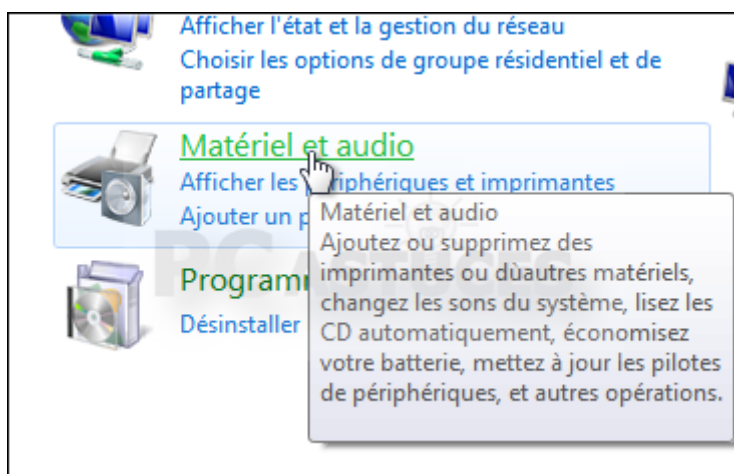 Afficher l'état et la gestion du réseau
Choisir les options de groupe résidentiel et de
partage
Matériel et audio
Afficher les périphériques et imprimantes
Ajouter un p
Matériel et audio
Ajoutez ou supprimez des
imprimantes ou dùautres matériels,
changez les sons du système, lisez les
CD automatiquement, économisez
votre batterie, mettez à jour les pilotes
de périphériques, et autres opérations.
Program
Désinstaller
PC ASTUCES